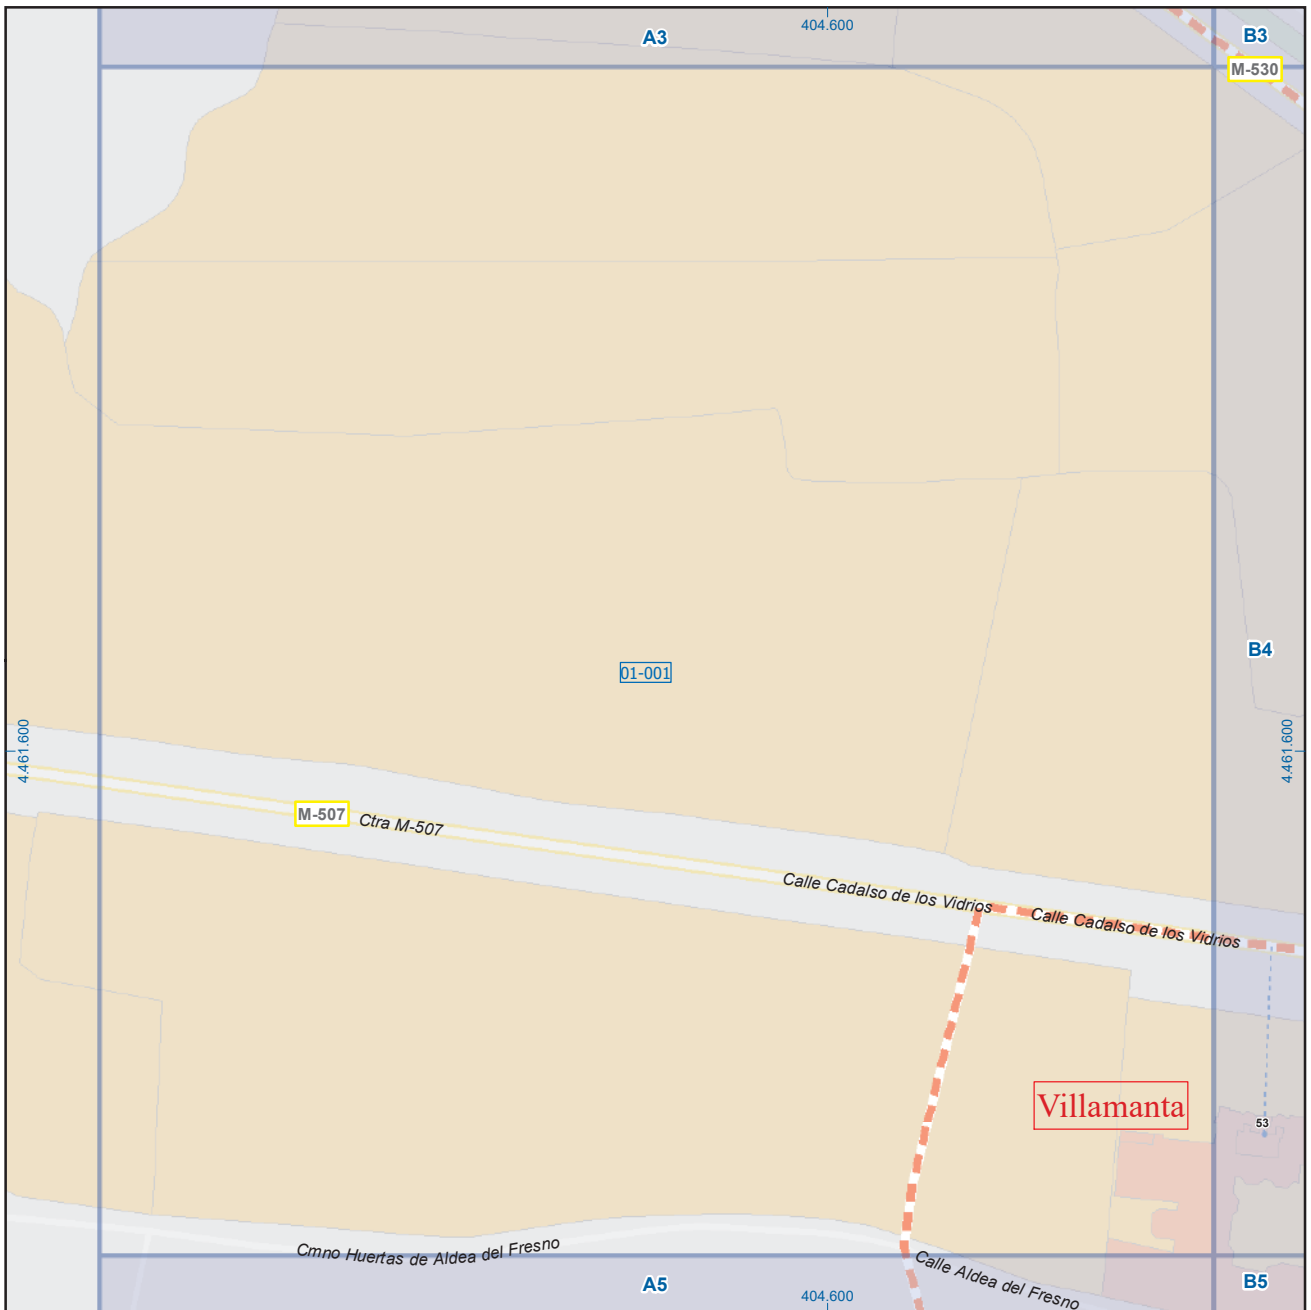 404.600
A3
B3
M-530
B4
01-001
4.461.600
4.461.600
M-507
Ctra M-507
Calle Cadalso de los Vidrios
Calle Cadalso de los Vidrios
Villamanta
53
Cmno Huertas de Aldea del Fresno
Calle Aldea del Fresno
A5
404.600
B5